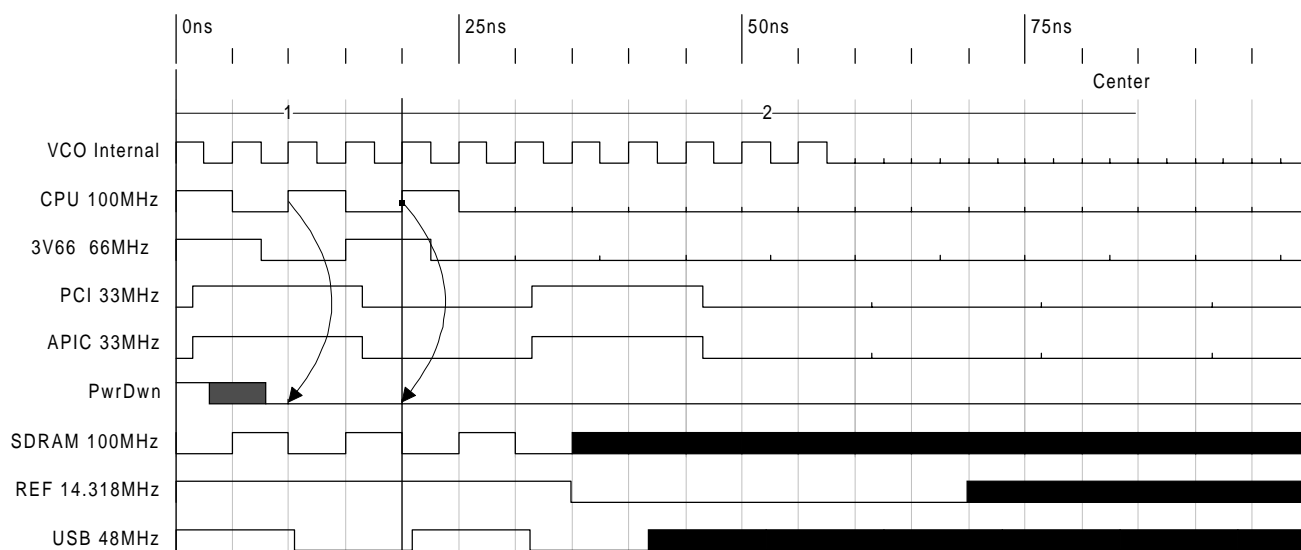 0ns 25ns 50ns 75ns
Center
1 2
VCO Internal
CPU 100MHz
3V66 66MHz
PCI 33MHz
APIC 33MHz
PwrDwn
SDRAM 100MHz
REF 14.318MHz
USB 48MHz